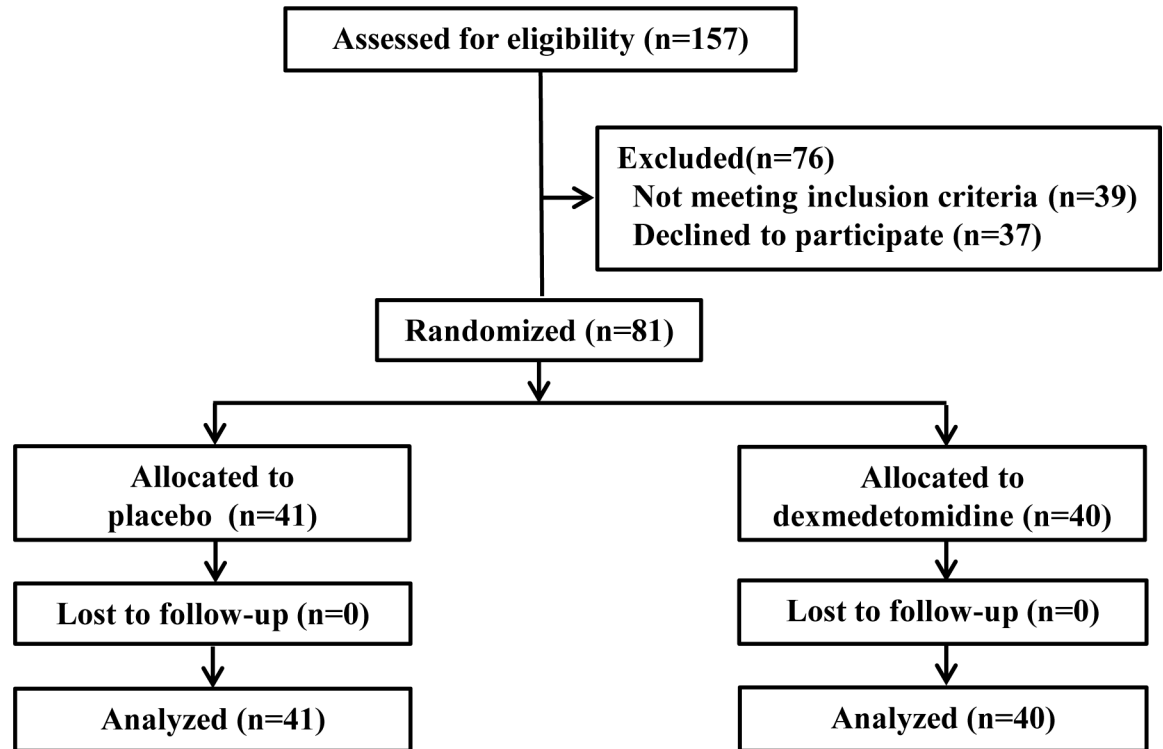 Assessed for eligibility (n=157)
Excluded(n=76)
Not meeting inclusion criteria (n=39)
Declined to participate (n=37)
Randomized (n=81)
Allocated to
placebo (n=41)
Allocated to
dexmedetomidine (n=40)
Lost to follow-up (n=0)
Lost to follow-up (n=0)
Analyzed (n=41)
Analyzed (n=40)